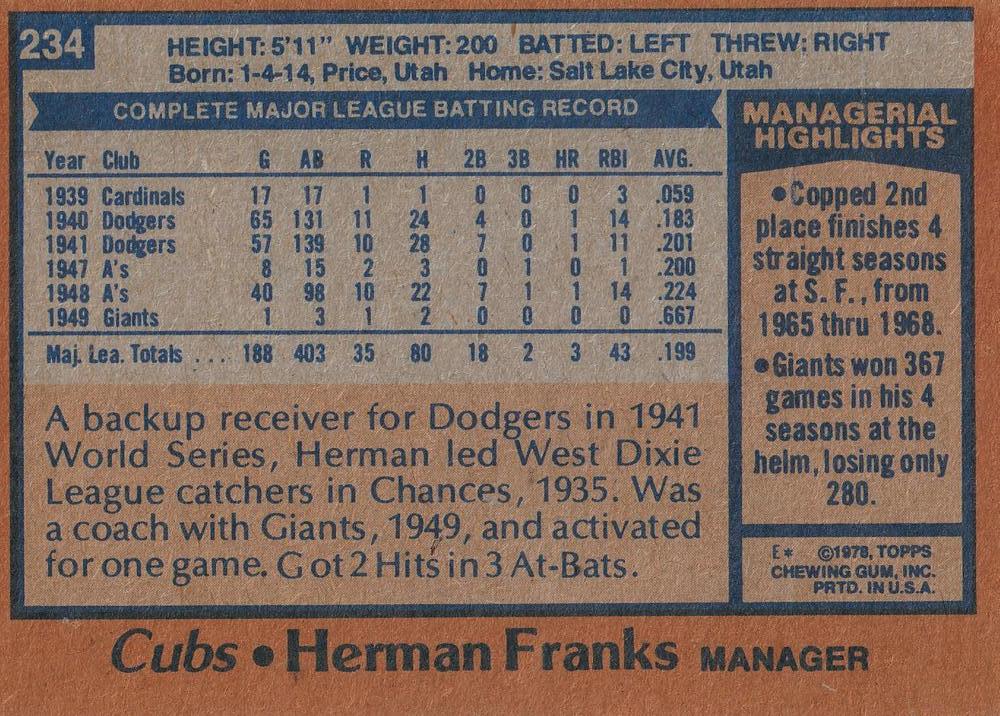 234
HEIGHT: 5'11" WEIGHT: 200 BATTED: LEFT THREW: RIGHT
Born: 1-4-14, Price, Utah Home: Salt Lake City, Utah
COMPLETE MAJOR LEAGUE BATTING RECORD
Year Club G AB R H 2B 3B HR RBI AVG.
1939 Cardinals 17 17 1 1 0 0 0 3 .059
1940 Dodgers 65 131 11 24 4 0 1 14 .183
1941 Dodgers 57 139 10 28 7 0 1 11 .201
1947 A's 8 15 2 3 0 1 0 1 .200
1948 A's 40 98 10 22 7 1 1 14 .224
1949 Giants 1 3 1 2 0 0 0 0 .667
Maj. Lea. Totals ... 188 403 35 80 18 2 3 43 .199
A backup receiver for Dodgers in 1941
World Series, Herman led West Dixie
League catchers in Chances, 1935. Was
a coach with Giants, 1949, and activated
for one game. Got 2 Hits in 3 At-Bats.
MANAGERIAL
HIGHLIGHTS
•Copped 2nd
place finishes 4
straight seasons
at S. F., from
1965 thru 1968.
•Giants won 367
games in his 4
seasons at the
helm, losing only
280.
E* ©1978, TOPPS
CHEWING GUM, INC.
PRTD. IN U.S.A.
Cubs • Herman Franks MANAGER